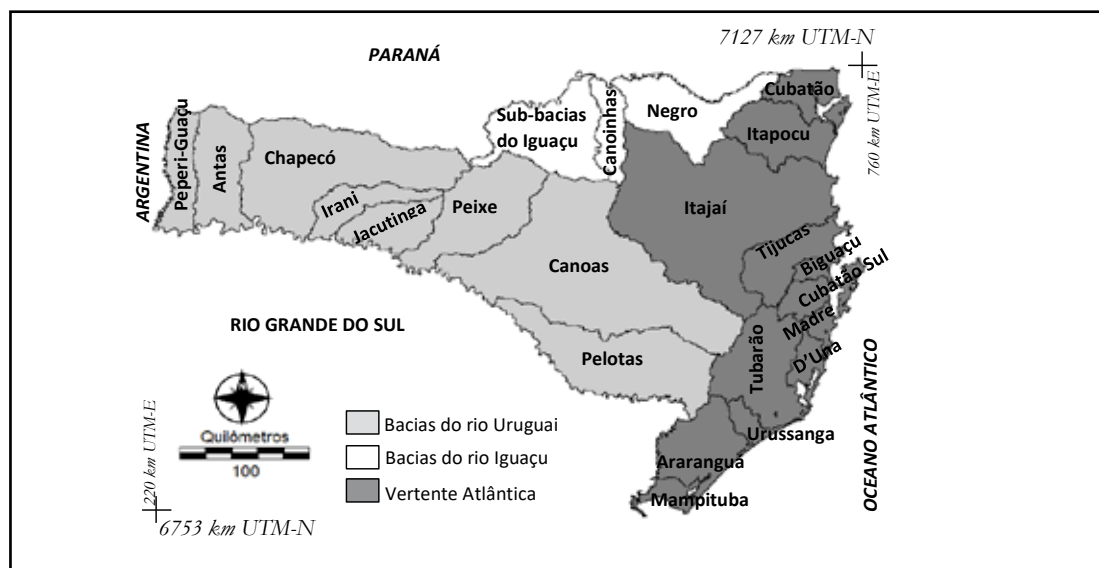 7127 km UTM-N
PARANÁ
760 km UTM-E
Cubatão
Negro
Canoinhas
Sub-bacias
do Iguaçu
Itapocu
Peperi-Guaçu
ARGENTINA
Antas
Chapecó
Irani
Jacutinga
Peixe
Itajaí
Tijucas
Biguaçu
Canoas
Cubatão Sul
Madre
RIO GRANDE DO SUL
D'Una
Pelotas
Tubarão
OCEANO ATLÂNTICO
Quilômetros
100
Bacias do rio Uruguai
Bacias do rio Iguaçu
Vertente Atlântica
Urussanga
Araranguá
Mampituba
220 km UTM-E
6753 km UTM-N